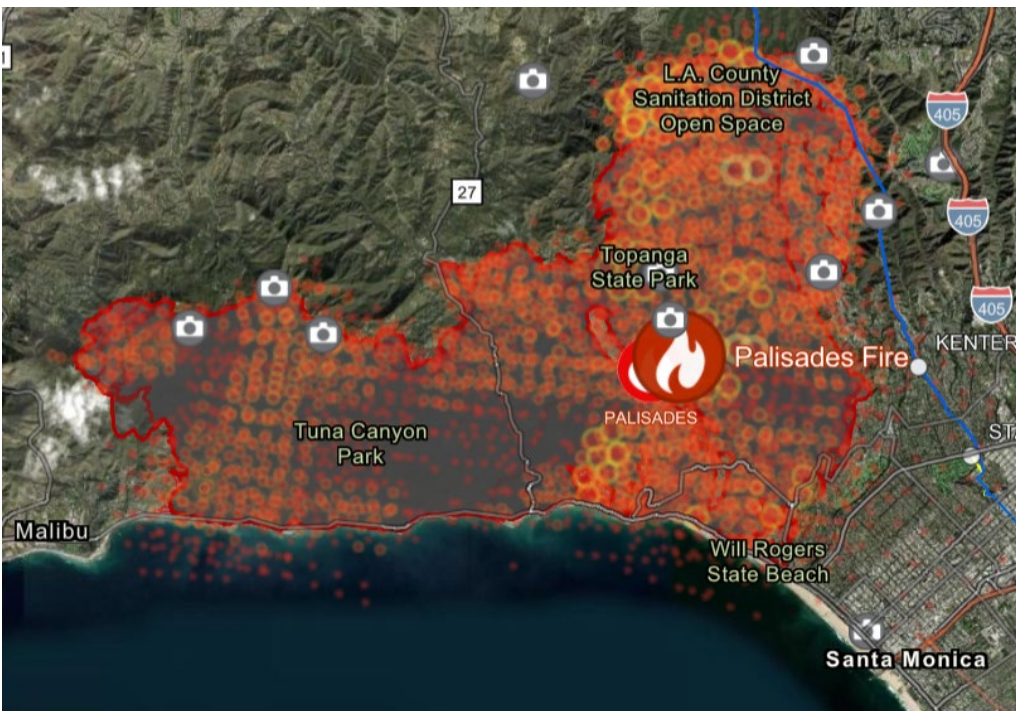 L.A. County
Sanitation District
Open Space
405
27
405
Topanga
State Park
405
KENTER
Palisades Fire
PALISADES
Tuna Canyon
Park
Malibu
Will Rogers
State Beach
Santa Monica